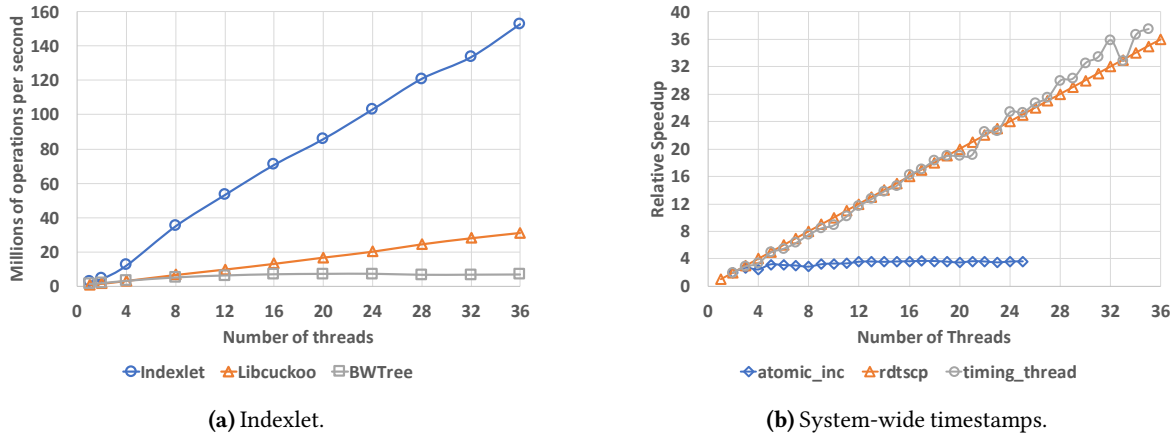 160
140
120
100
80
60
40
20
0
Millions of operations per second
0 4 8 12 16 20 24 28 32 36
Number of threads
Indexlet Libcuckoo BWTree
(a) Indexlet.
40
36
32
28
24
20
16
12
8
4
0
Relative Speedup
0 4 8 12 16 20 24 28 32 36
Number of Threads
atomic_inc rdtscp timing_thread
(b) System-wide timestamps.